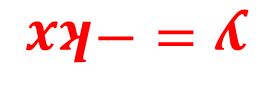 y = −kx